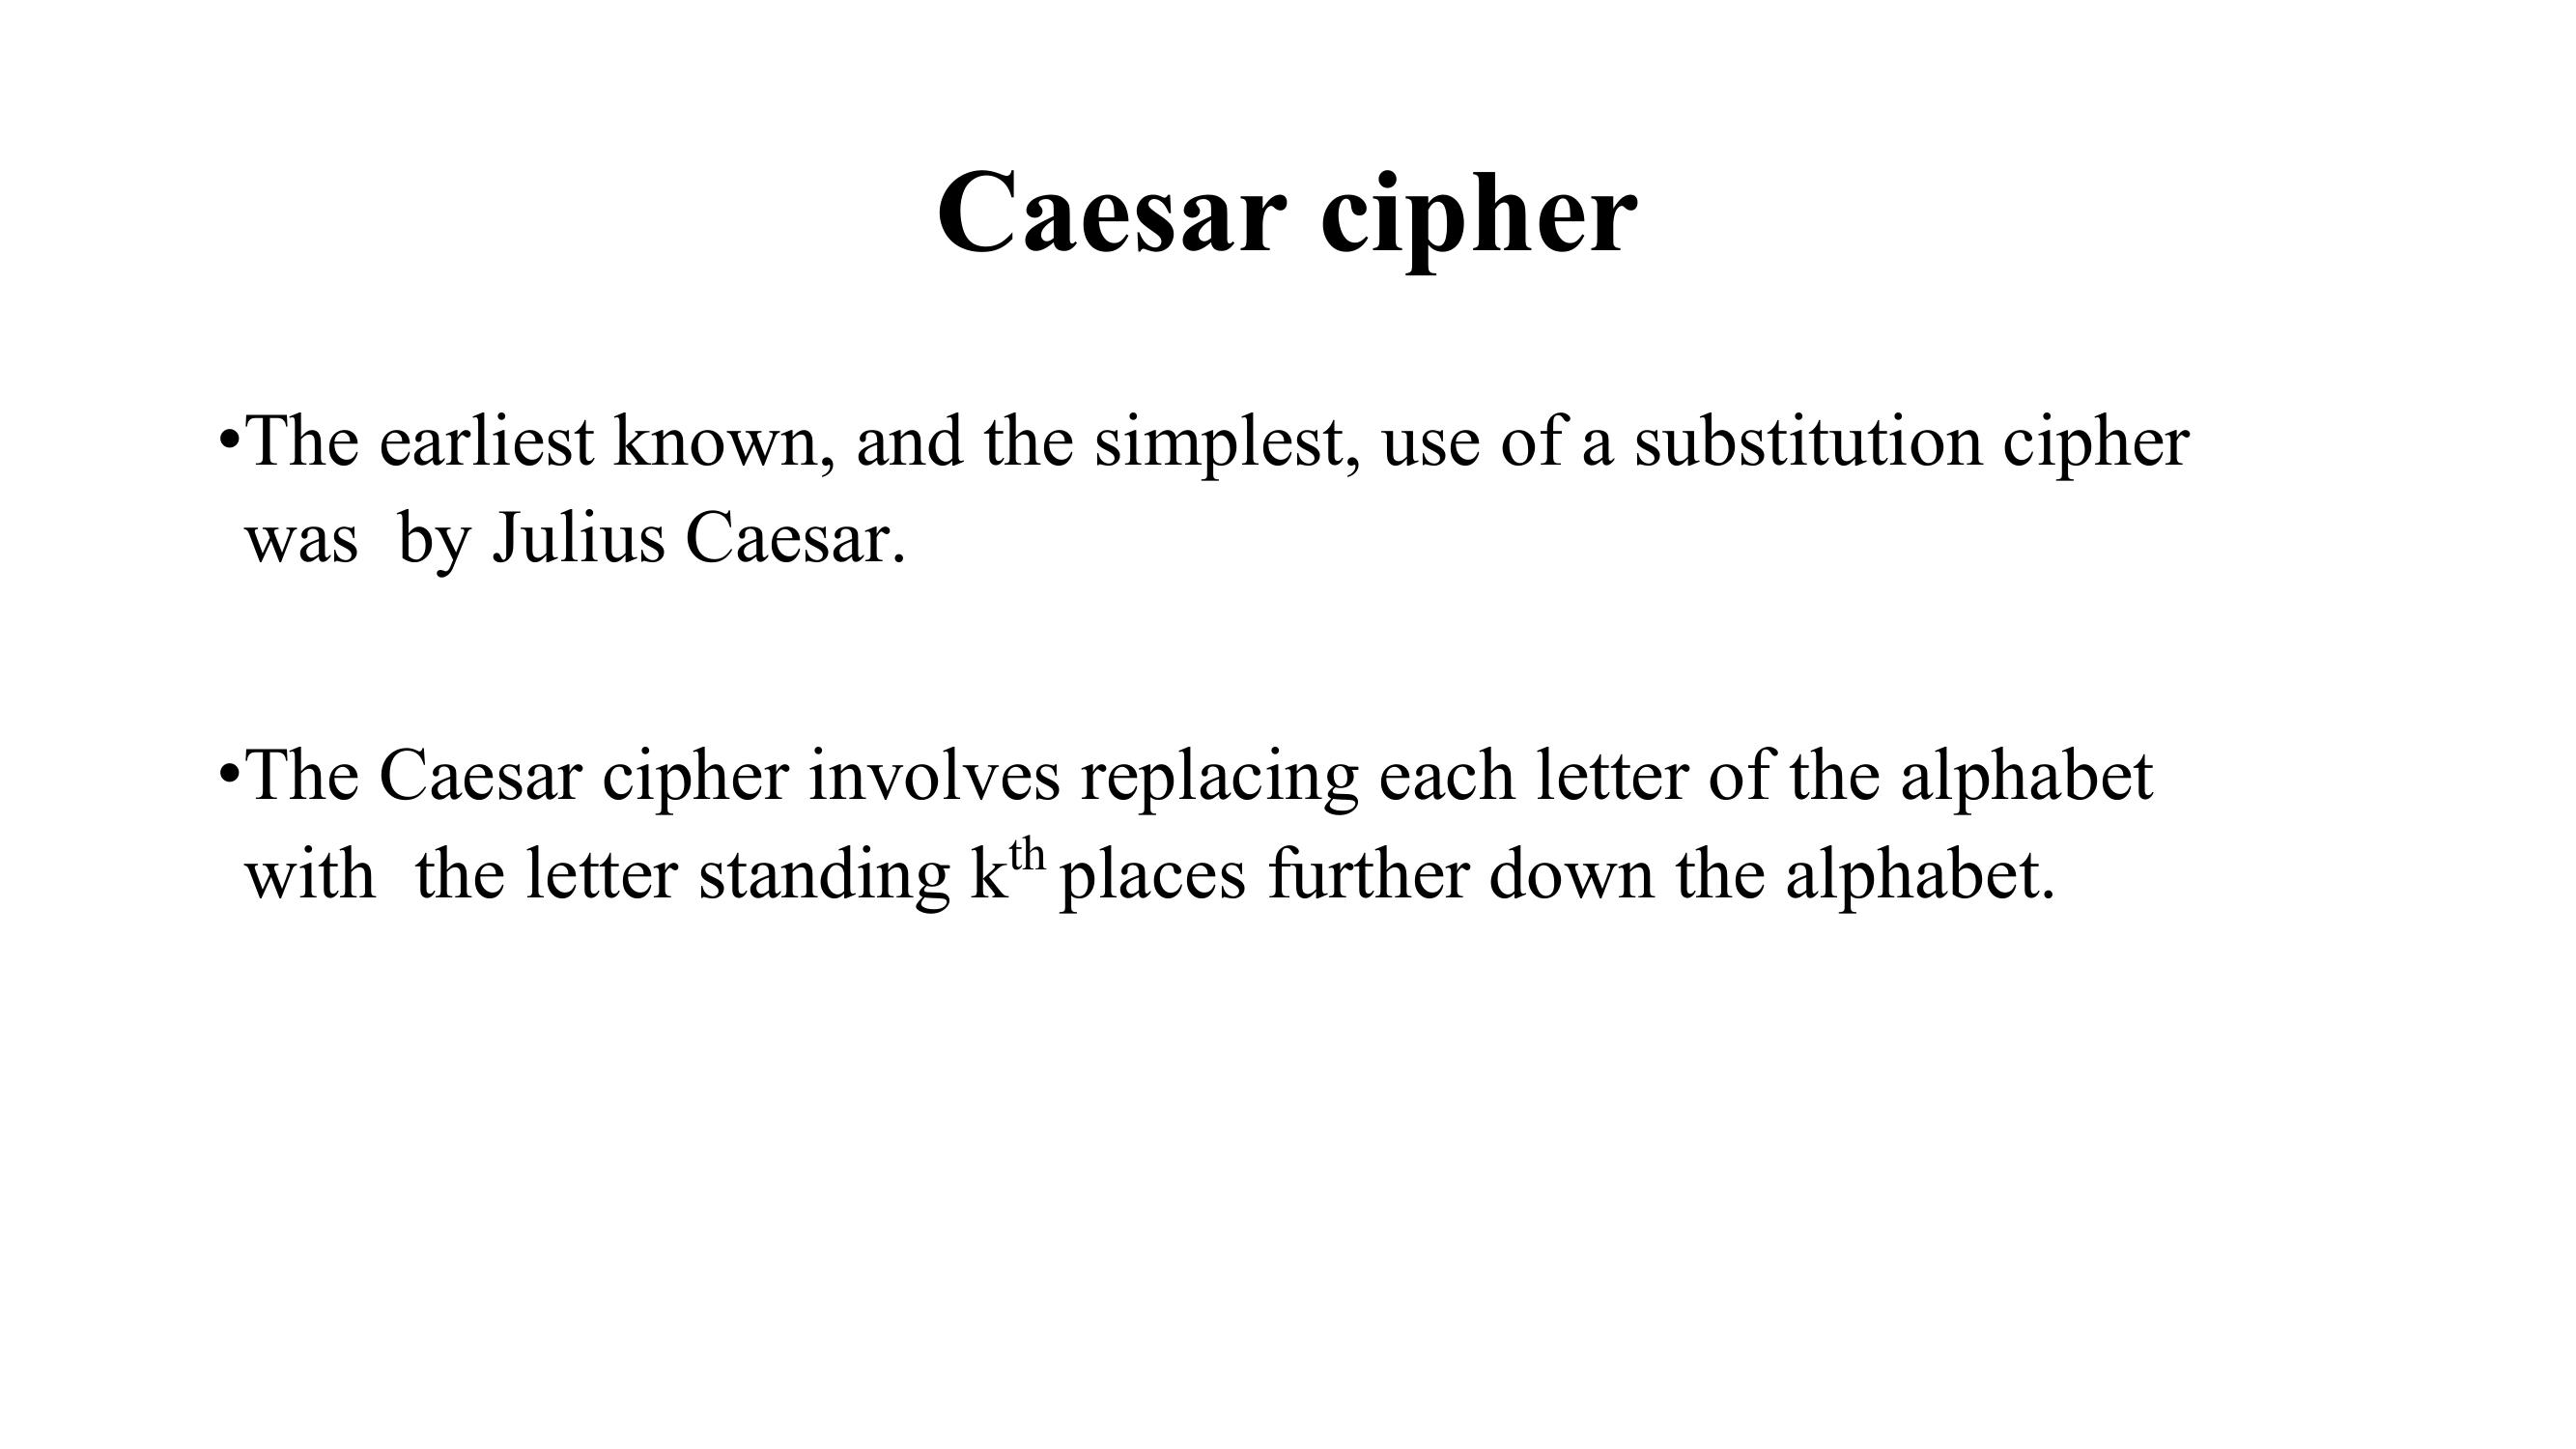 Caesar cipher
•The earliest known, and the simplest, use of a substitution cipher
was  by Julius Caesar.
•The Caesar cipher involves replacing each letter of the alphabet
with  the letter standing kth places further down the alphabet.